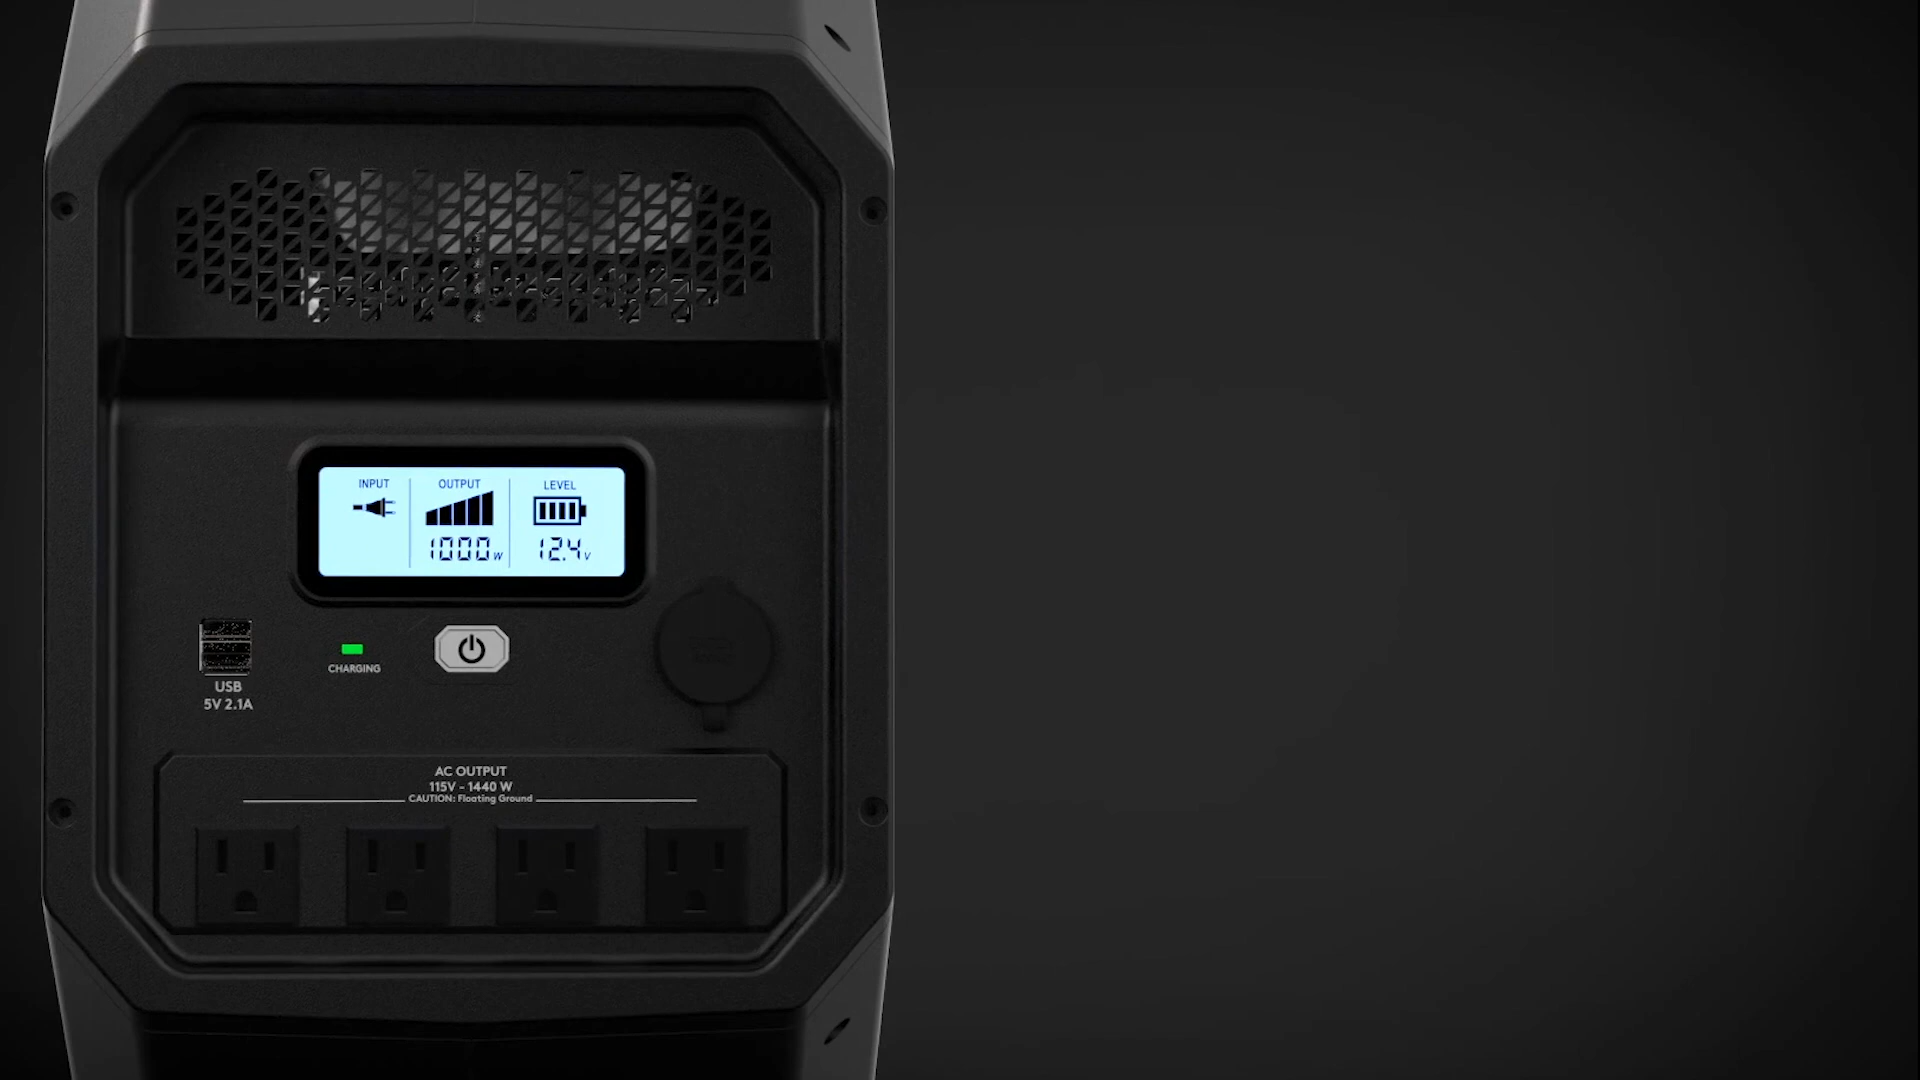 INPUT OUTPUT LEVEL
1000W 12.4V
CHARGING
USB
5V 2.1A
AC OUTPUT
115V - 1440 W
CAUTION: Floating Ground